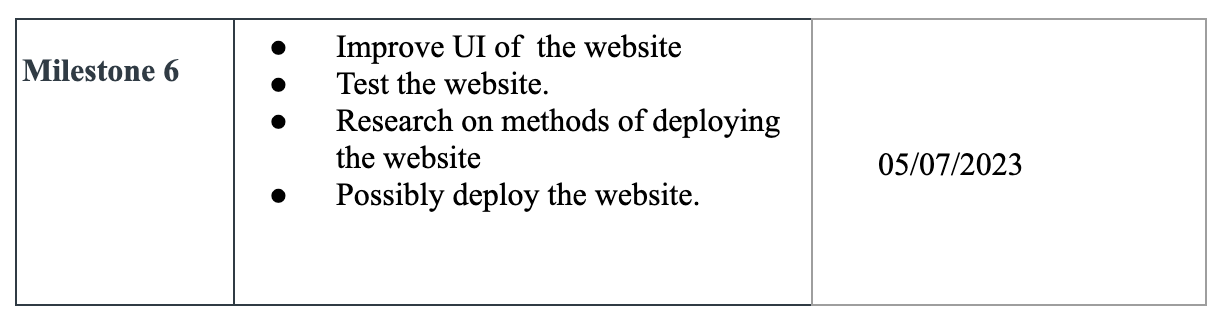 Milestone 6
● Improve UI of  the website
● Test the website.
● Research on methods of deploying
the website
● Possibly deploy the website.
05/07/2023